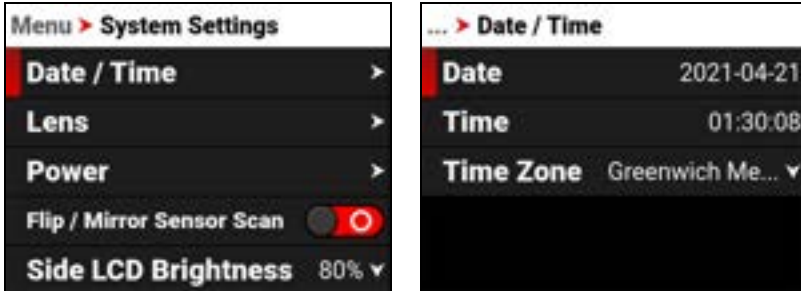 Menu > System Settings
Date / Time >
Lens >
Power >
Flip / Mirror Sensor Scan
Side LCD Brightness 80%
... > Date / Time
Date 2021-04-21
Time 01:30:08
Time Zone Greenwich Me...